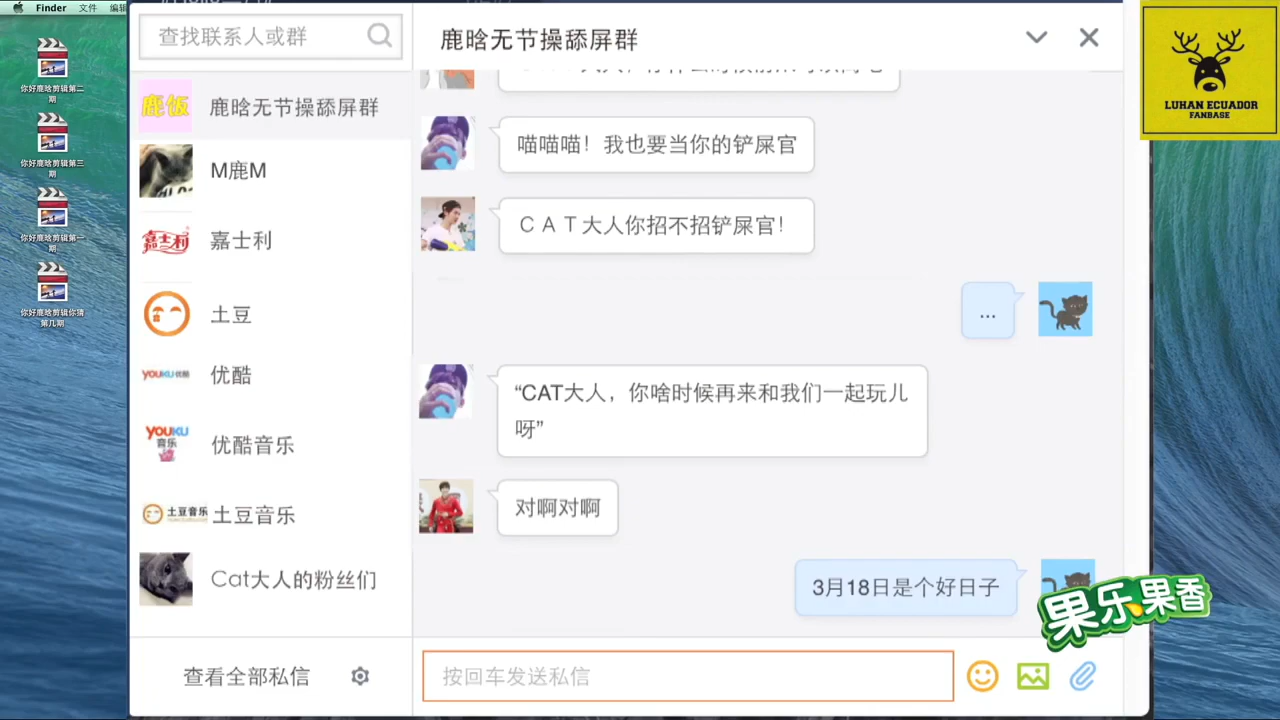 Finder 文件 编辑
你好鹿晗剪辑第二期
你好鹿晗剪辑第三期
你好鹿晗剪辑第一期
你好鹿晗剪辑你猜第几期
查找联系人或群
鹿饭
鹿晗无节操舔屏群
M鹿M
嘉士利
嘉士利
土豆
YOUKU优酷
优酷
YOUKU
音乐
优酷音乐
土豆音乐
土豆音乐
Cat大人的粉丝们
查看全部私信
鹿晗无节操舔屏群
喵喵喵！我也要当你的铲屎官
CAT大人你招不招铲屎官！
...
“CAT大人，你啥时候再来和我们一起玩儿
呀”
对啊对啊
3月18日是个好日子
按回车发送私信
LUHAN ECUADOR
FANBASE
果乐果香